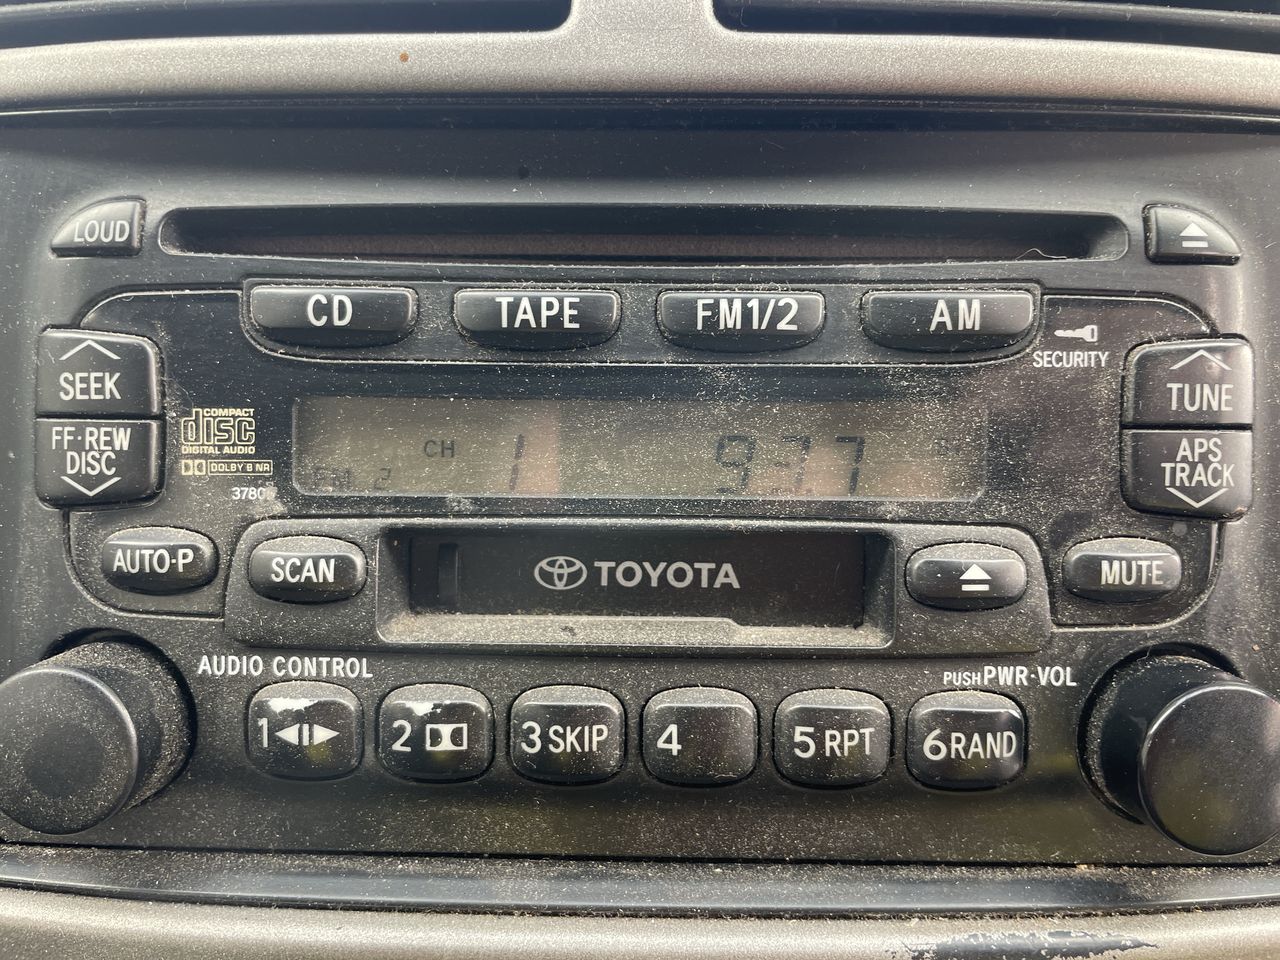 LOUD
CD
TAPE
FM1/2
AM
SECURITY
SEEK
FF·REW
DISC
TUNE
APS
TRACK
COMPACT
disc
DIGITAL AUDIO
DOLBY B NR
CH 1
FM 2
AUTO·P
SCAN
TOYOTA
MUTE
AUDIO CONTROL
PUSH PWR·VOL
1
2
3 SKIP
4
5 RPT
6 RAND